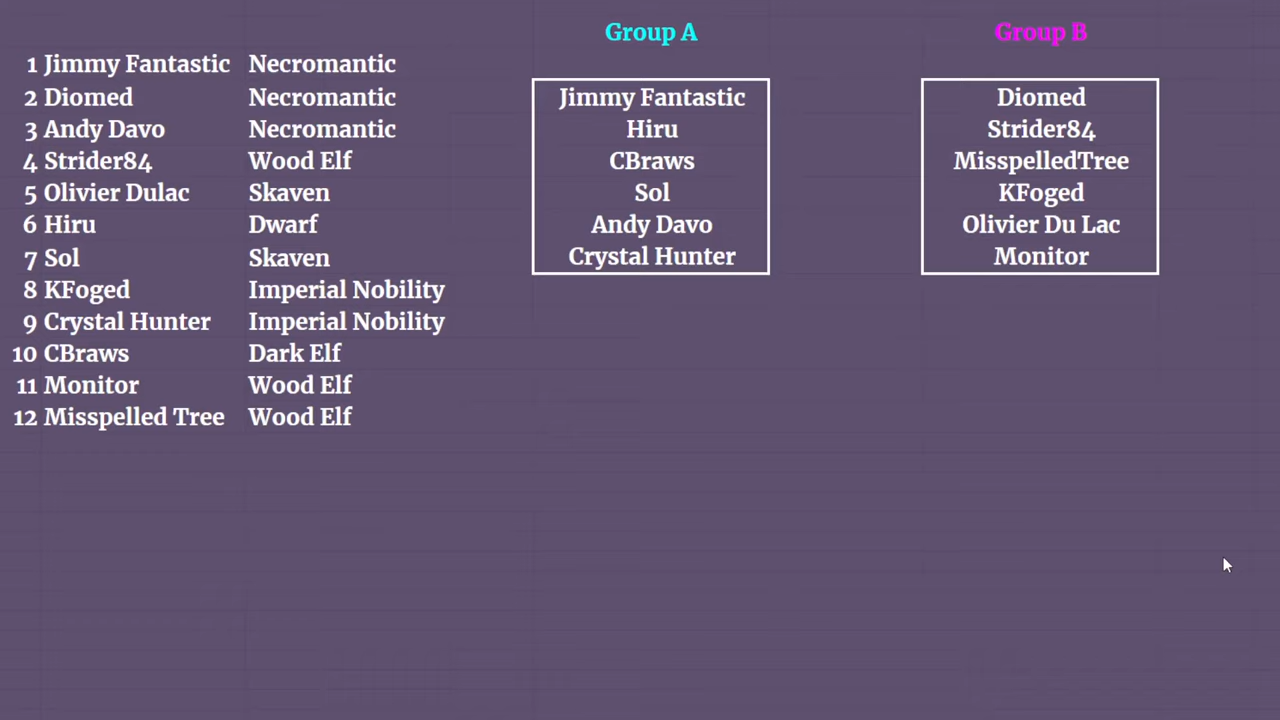 Group A
Group B
1 Jimmy Fantastic Necromantic
2 Diomed Necromantic
3 Andy Davo Necromantic
4 Strider84 Wood Elf
5 Olivier Dulac Skaven
6 Hiru Dwarf
7 Sol Skaven
8 KFoged Imperial Nobility
9 Crystal Hunter Imperial Nobility
10 CBraws Dark Elf
11 Monitor Wood Elf
12 Misspelled Tree Wood Elf
Jimmy Fantastic
Hiru
CBraws
Sol
Andy Davo
Crystal Hunter
Diomed
Strider84
MisspelledTree
KFoged
Olivier Du Lac
Monitor